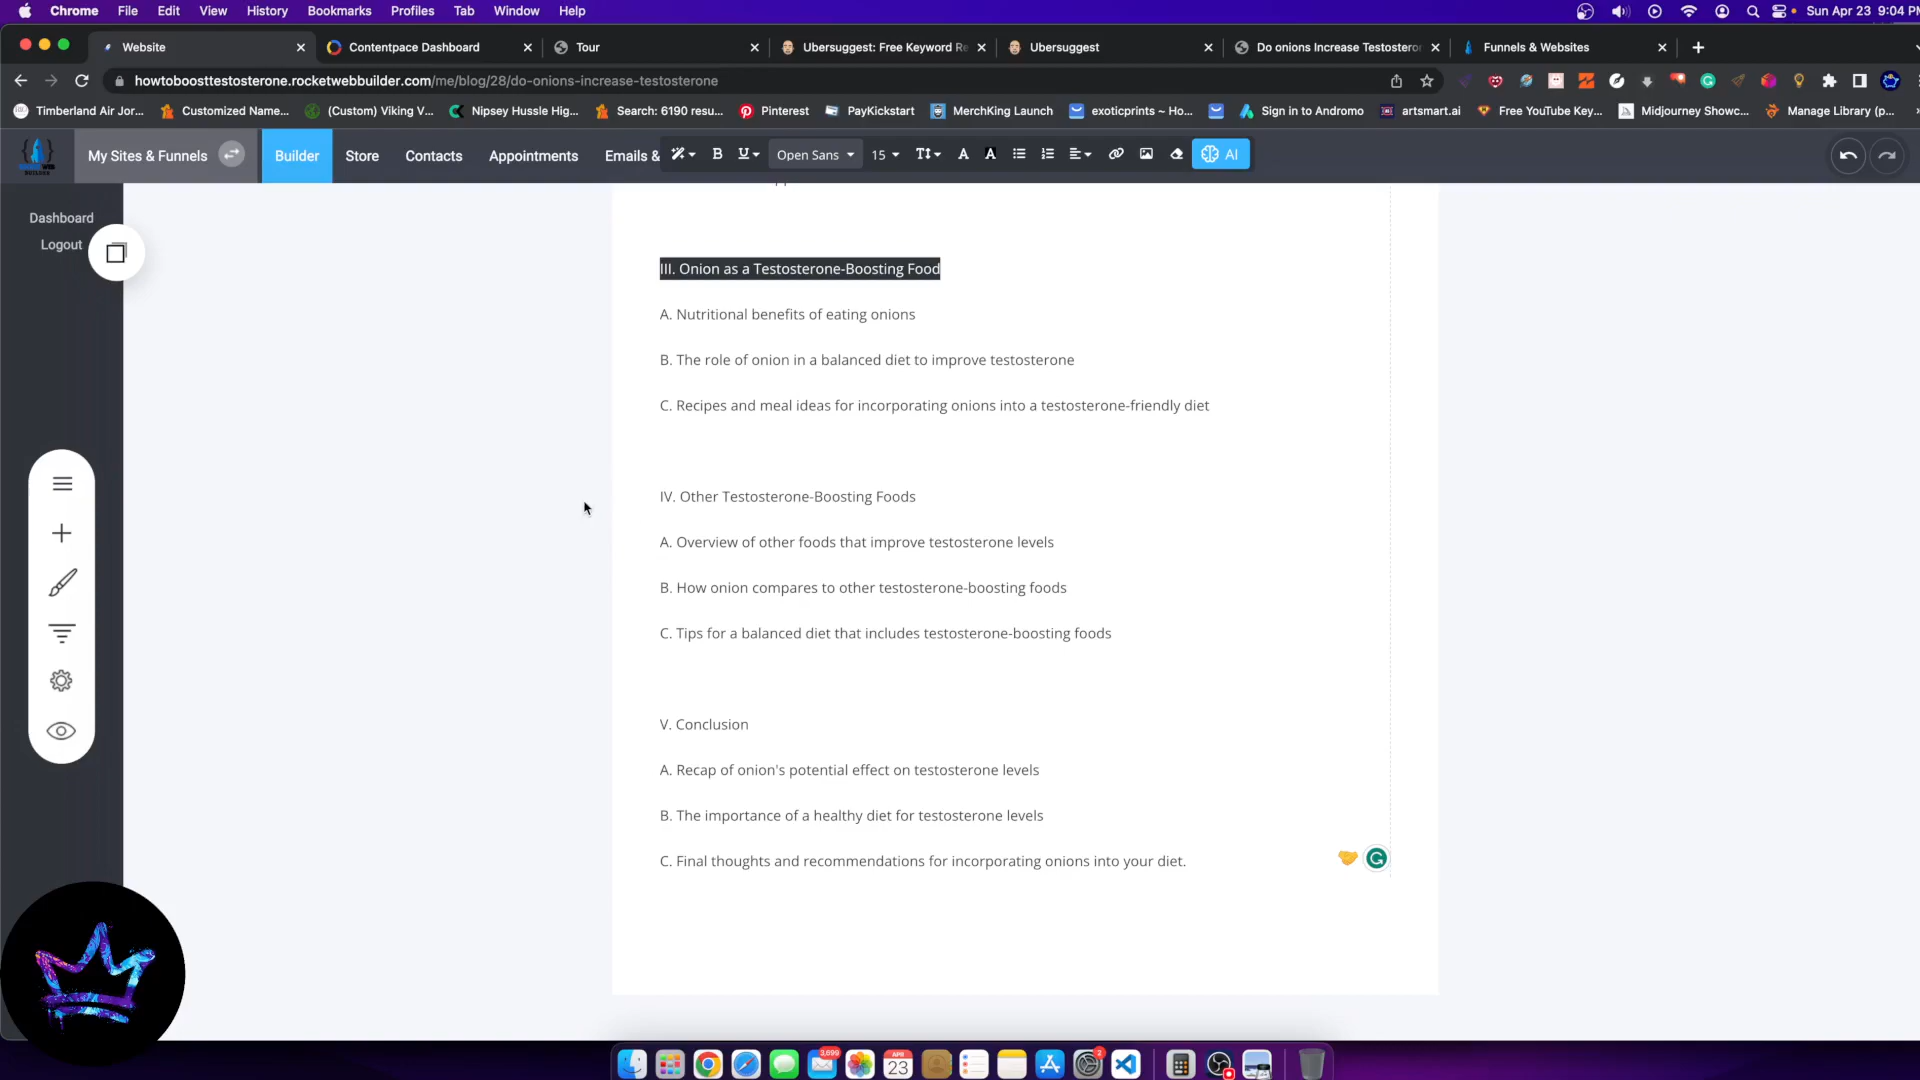 Chrome File Edit View History Bookmarks Profiles Tab Window Help Sun Apr 23 9:04 PM
Website Contentpace Dashboard Tour Ubersuggest: Free Keyword Re Ubersuggest Do onions Increase Testosteron Funnels & Websites
howtoboosttestosterone.rocketwebbuilder.com/me/blog/28/do-onions-increase-testosterone
Timberland Air Jor... Customized Name... (Custom) Viking V... Nipsey Hussle Hig... Search: 6190 resu... Pinterest PayKickstart MerchKing Launch exoticprints ~ Ho... Sign in to Andromo artsmart.ai Free YouTube Key... Midjourney Showc... Manage Library (p...
My Sites & Funnels Builder Store Contacts Appointments Emails & B U Open Sans 15 AI
Dashboard
Logout
III. Onion as a Testosterone-Boosting Food
A. Nutritional benefits of eating onions
B. The role of onion in a balanced diet to improve testosterone
C. Recipes and meal ideas for incorporating onions into a testosterone-friendly diet
IV. Other Testosterone-Boosting Foods
A. Overview of other foods that improve testosterone levels
B. How onion compares to other testosterone-boosting foods
C. Tips for a balanced diet that includes testosterone-boosting foods
V. Conclusion
A. Recap of onion's potential effect on testosterone levels
B. The importance of a healthy diet for testosterone levels
C. Final thoughts and recommendations for incorporating onions into your diet.
3,699 APR 23 2